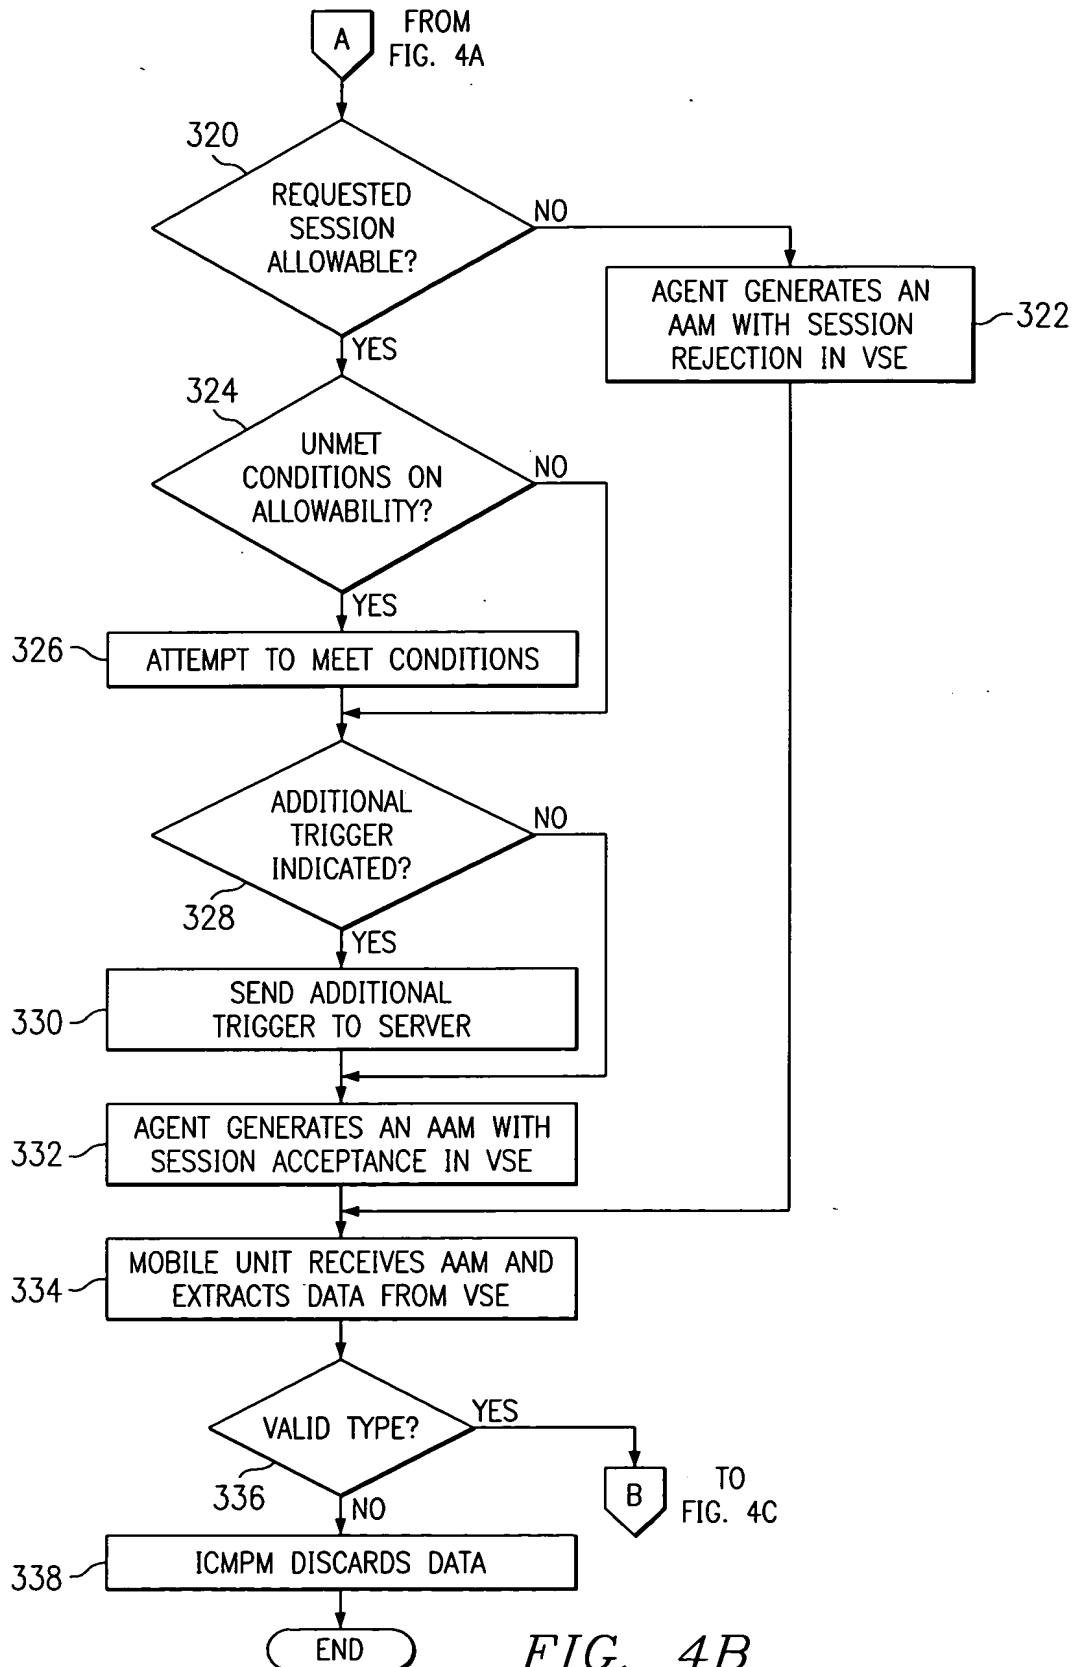 A
FROM
FIG. 4A
320
REQUESTED
SESSION
ALLOWABLE?
NO
YES
AGENT GENERATES AN
AAM WITH SESSION
REJECTION IN VSE
322
324
UNMET
CONDITIONS ON
ALLOWABILITY?
NO
YES
326
ATTEMPT TO MEET CONDITIONS
ADDITIONAL
TRIGGER
INDICATED?
NO
328
YES
330
SEND ADDITIONAL
TRIGGER TO SERVER
332
AGENT GENERATES AN AAM WITH
SESSION ACCEPTANCE IN VSE
334
MOBILE UNIT RECEIVES AAM AND
EXTRACTS DATA FROM VSE
VALID TYPE?
YES
336
NO
B
TO
FIG. 4C
338
ICMPM DISCARDS DATA
END
FIG. 4B